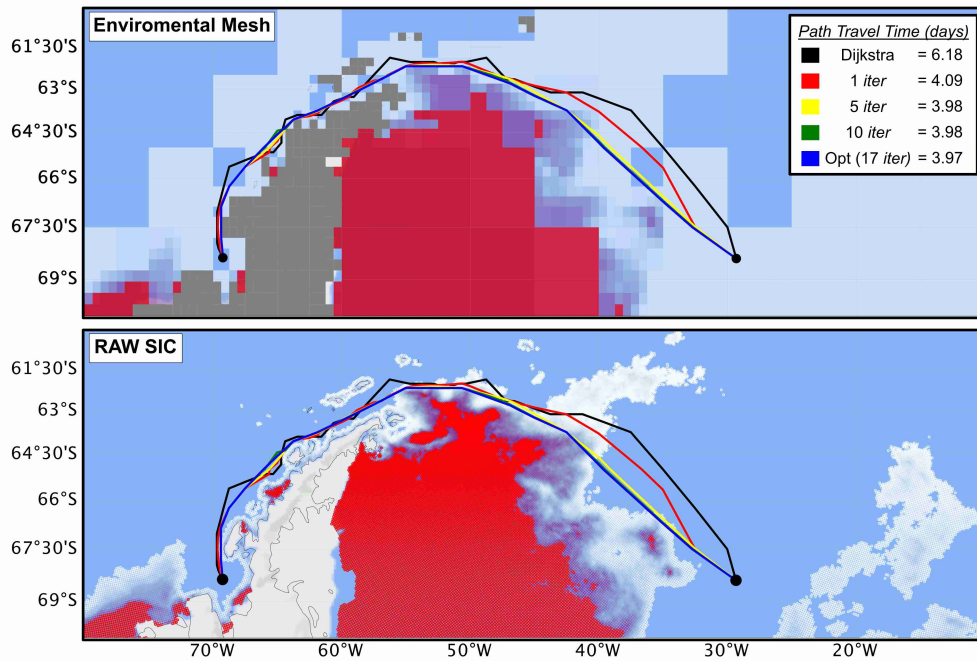 Enviromental Mesh
Path Travel Time (days)
Dijkstra = 6.18
1 iter = 4.09
5 iter = 3.98
10 iter = 3.98
Opt (17 iter) = 3.97
61°30'S
63°S
64°30'S
66°S
67°30'S
69°S
RAW SIC
61°30'S
63°S
64°30'S
66°S
67°30'S
69°S
70°W 60°W 50°W 40°W 30°W 20°W